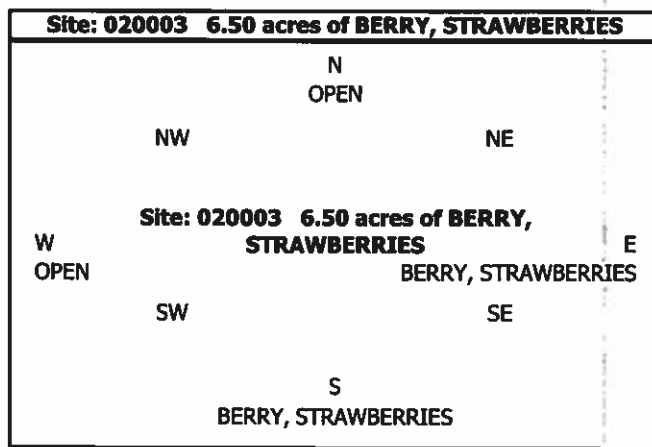 Site: 020003 6.50 acres of BERRY, STRAWBERRIES
N
OPEN
NW NE
Site: 020003 6.50 acres of BERRY,
W STRAWBERRIES E
OPEN BERRY, STRAWBERRIES
SW SE
S
BERRY, STRAWBERRIES